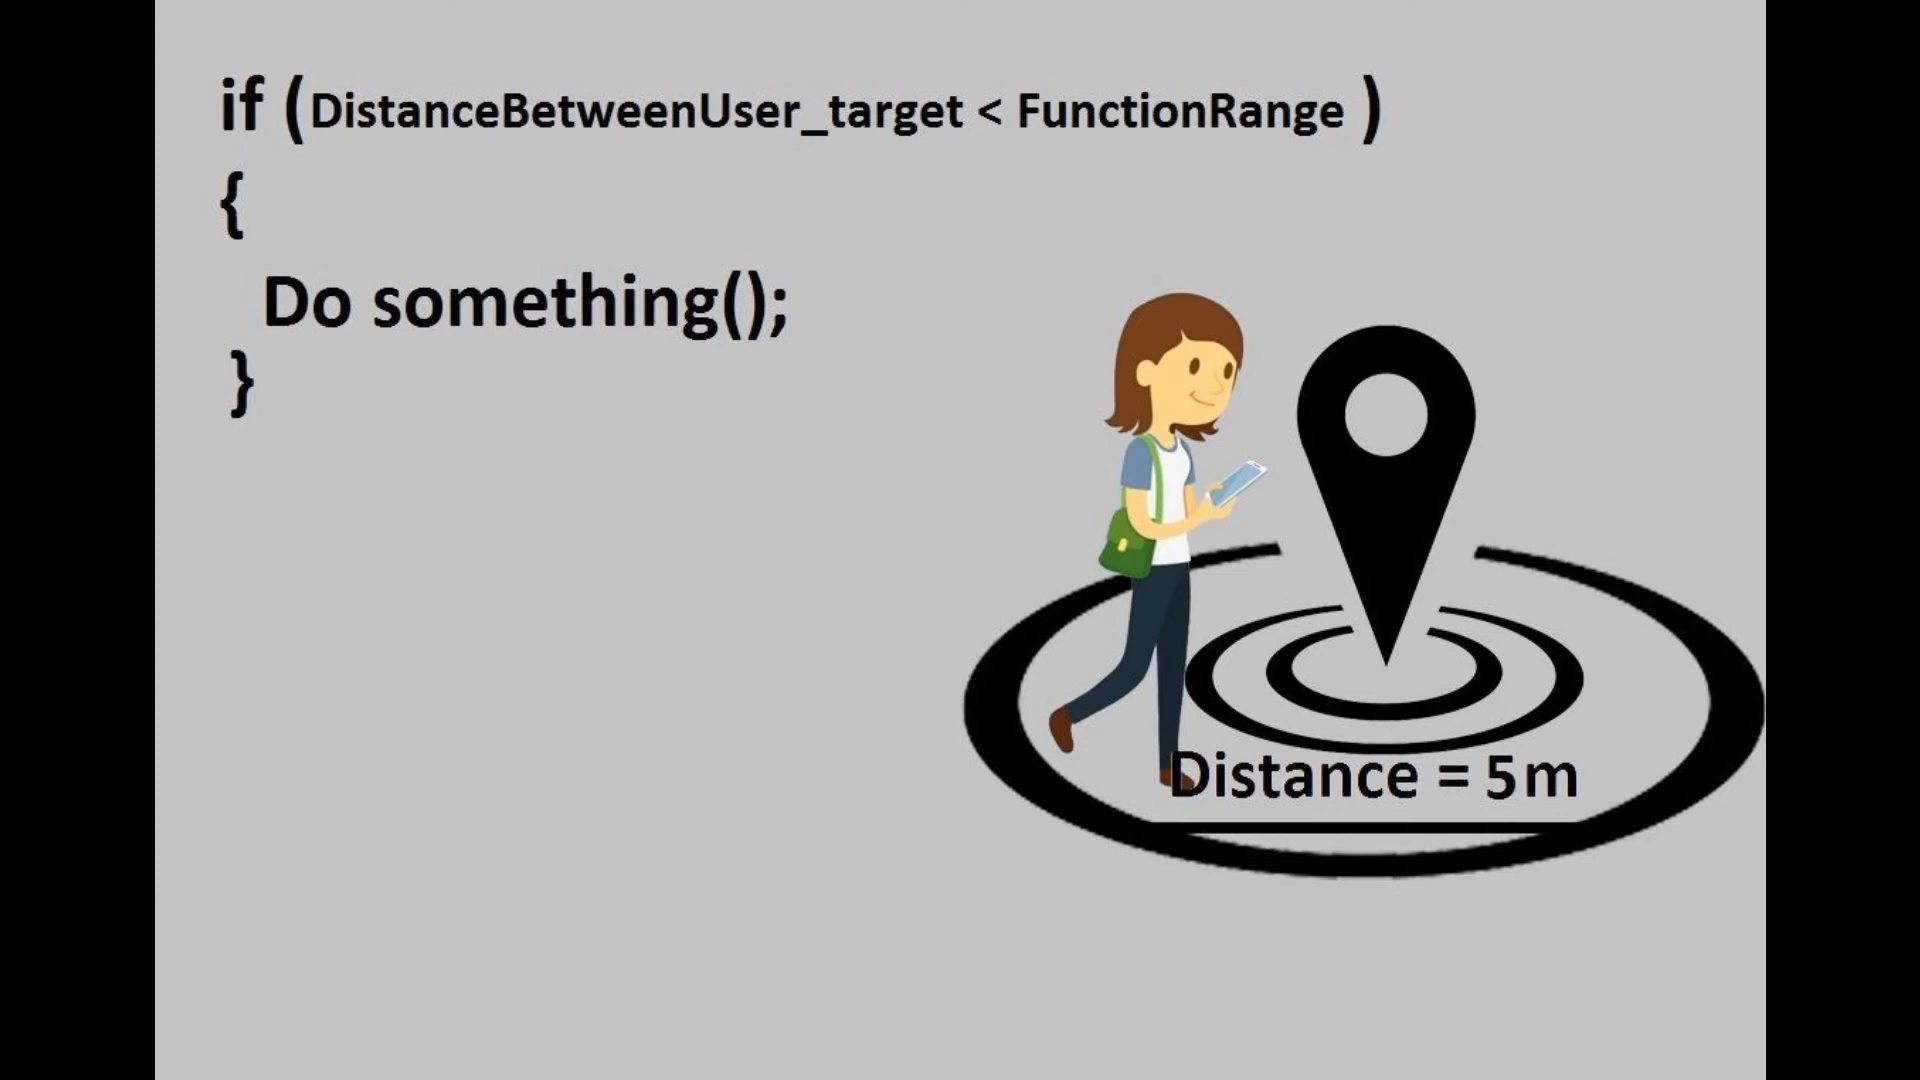 if (DistanceBetweenUser_target < FunctionRange )
{
Do something();
}
Distance = 5m